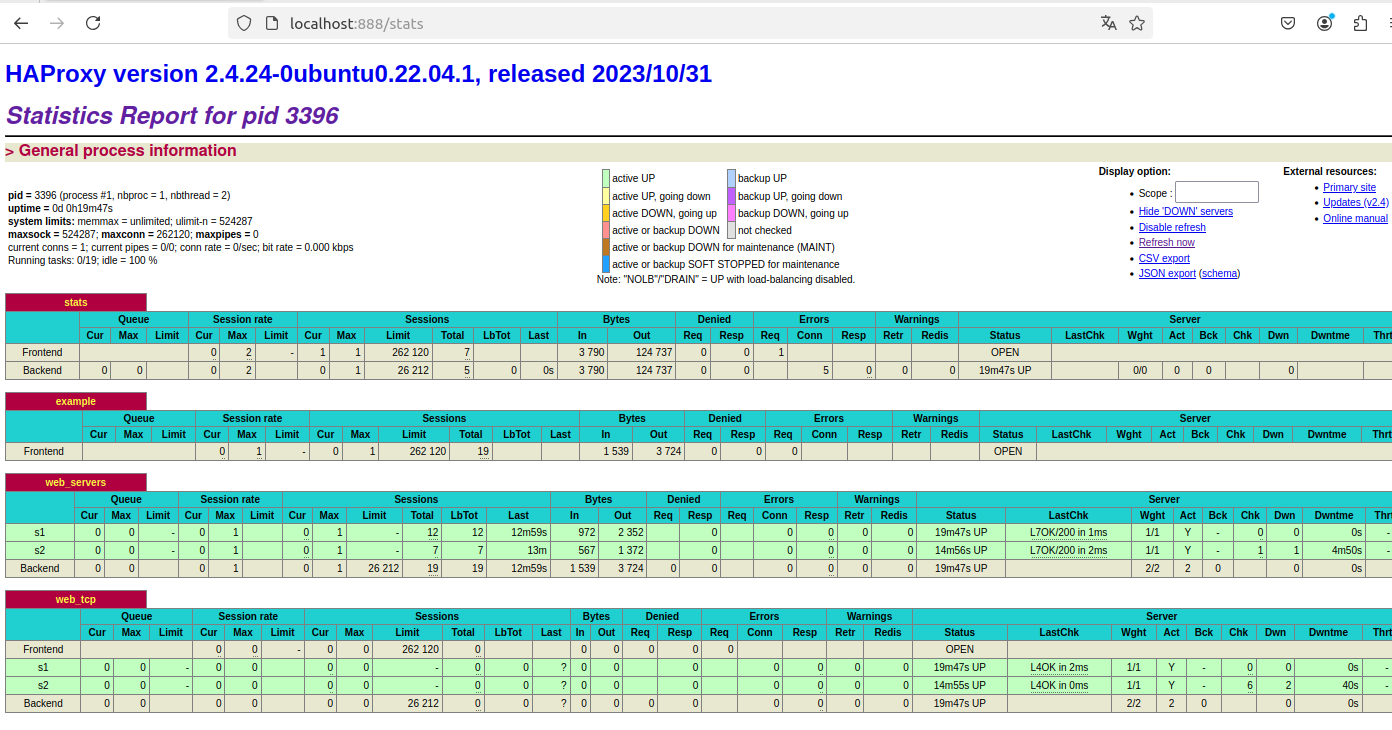 localhost:888/stats
HAProxy version 2.4.24-0ubuntu0.22.04.1, released 2023/10/31
Statistics Report for pid 3396
> General process information
pid = 3396 (process #1, nbproc = 1, nbthread = 2)
uptime = 0d 0h19m47s
system limits: memmax = unlimited; ulimit-n = 524287
maxsock = 524287; maxconn = 262120; maxpipes = 0
current conns = 1; current pipes = 0/0; conn rate = 0/sec; bit rate = 0.000 kbps
Running tasks: 0/19; idle = 100 %
active UP backup UP
active UP, going down backup UP, going down
active DOWN, going up backup DOWN, going up
active or backup DOWN not checked
active or backup DOWN for maintenance (MAINT)
active or backup SOFT STOPPED for maintenance
Note: "NOLB"/"DRAIN" = UP with load-balancing disabled.
Display option:
• Scope :
• Hide 'DOWN' servers
• Disable refresh
• Refresh now
• CSV export
• JSON export (schema)
External resources:
• Primary site
• Updates (v2.4)
• Online manual
stats
Queue Session rate Sessions Bytes Denied Errors Warnings Server
Cur Max Limit Cur Max Limit Cur Max Limit Total LbTot Last In Out Req Resp Req Conn Resp Retr Redis Status LastChk Wght Act Bck Chk Dwn Dwntme Thrt
Frontend 0 2 - 1 1 262 120 7 3 790 124 737 0 0 1 OPEN
Backend 0 0 0 2 0 1 26 212 5 0 0s 3 790 124 737 0 0 5 0 0 0 19m47s UP 0/0 0 0 0
example
Queue Session rate Sessions Bytes Denied Errors Warnings Server
Cur Max Limit Cur Max Limit Cur Max Limit Total LbTot Last In Out Req Resp Req Conn Resp Retr Redis Status LastChk Wght Act Bck Chk Dwn Dwntme Thrt
Frontend 0 1 - 0 1 262 120 19 1 539 3 724 0 0 0 OPEN
web_servers
Queue Session rate Sessions Bytes Denied Errors Warnings Server
Cur Max Limit Cur Max Limit Cur Max Limit Total LbTot Last In Out Req Resp Req Conn Resp Retr Redis Status LastChk Wght Act Bck Chk Dwn Dwntme Thrt
s1 0 0 - 0 1 0 1 - 12 12 12m59s 972 2 352 0 0 0 0 0 19m47s UP L7OK/200 in 1ms 1/1 Y - 0 0 0s -
s2 0 0 - 0 1 0 1 - 7 7 13m 567 1 372 0 0 0 0 0 14m56s UP L7OK/200 in 2ms 1/1 Y - 1 1 4m50s -
Backend 0 0 0 1 0 1 26 212 19 19 12m59s 1 539 3 724 0 0 0 0 0 0 19m47s UP 2/2 2 0 0 0s
web_tcp
Queue Session rate Sessions Bytes Denied Errors Warnings Server
Cur Max Limit Cur Max Limit Cur Max Limit Total LbTot Last In Out Req Resp Req Conn Resp Retr Redis Status LastChk Wght Act Bck Chk Dwn Dwntme Thrt
Frontend 0 0 - 0 0 262 120 0 0 0 0 0 0 OPEN
s1 0 0 - 0 0 0 0 - 0 0 ? 0 0 0 0 0 0 0 19m47s UP L4OK in 2ms 1/1 Y - 0 0 0s -
s2 0 0 - 0 0 0 0 - 0 0 ? 0 0 0 0 0 0 0 14m55s UP L4OK in 0ms 1/1 Y - 6 2 40s -
Backend 0 0 0 0 0 0 26 212 0 0 ? 0 0 0 0 0 0 0 0 19m47s UP 2/2 2 0 0 0s